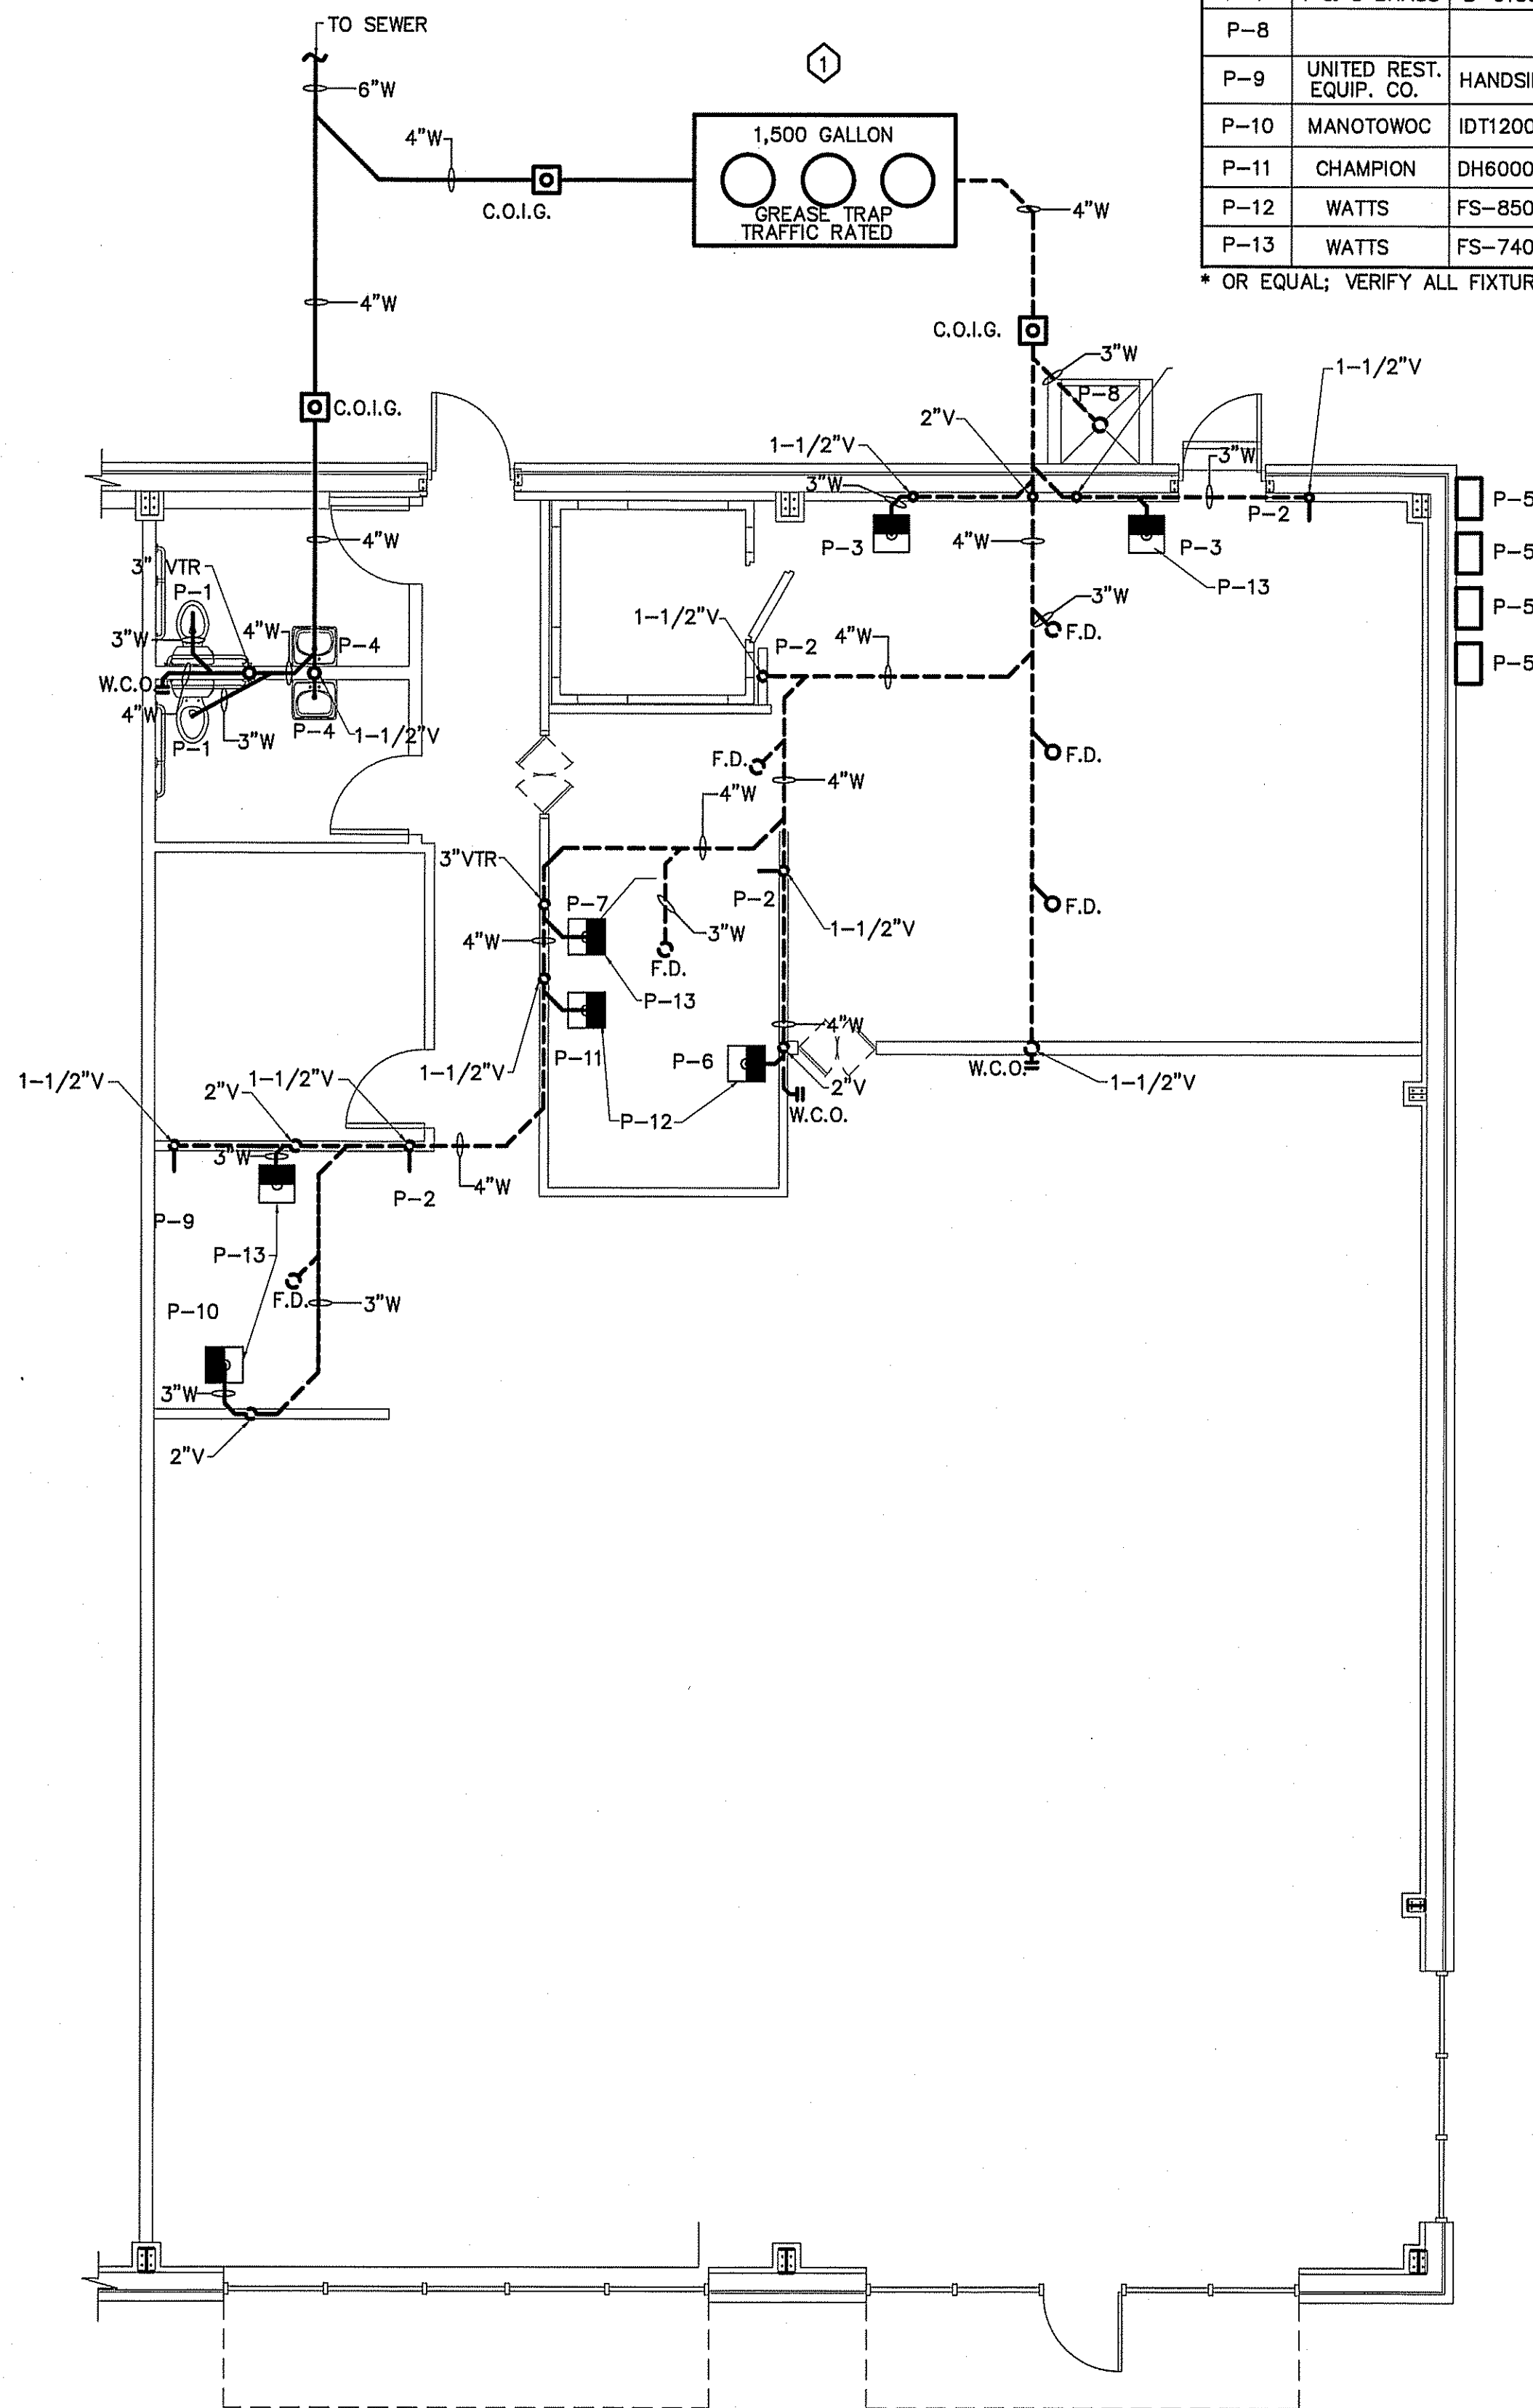 TO SEWER
6"W
1
4"W
1,500 GALLON
GREASE TRAP
TRAFFIC RATED
C.O.I.G.
4"W
P-8
P-9 UNITED REST. EQUIP. CO.
P-10 MANOTOWOC IDT1200
P-11 CHAMPION DH6000
P-12 WATTS FS-850
P-13 WATTS FS-740
* OR EQUAL; VERIFY ALL
4"W
C.O.I.G.
3"W
P-8
1-1/2"V
C.O.I.G.
2"V
1-1/2"V
3"W
3"W
P-2
P-5
4"W
P-3
4"W
P-3
P-5
3" VTR
P-1
P-13
3"W
P-5
1-1/2"V
F.D.
3"W
4"W
P-4
P-2
4"W
P-5
W.C.O.
4"W
P-1
3"W
P-4
1-1/2"V
F.D.
F.D.
4"W
4"W
3"VTR
P-7
P-2
F.D.
4"W
3"W
1-1/2"V
F.D.
P-13
4"W
P-11
P-6
W.C.O.
1-1/2"V
1-1/2"V
1-1/2"V
2"V
1-1/2"V
2"V
P-12
W.C.O.
3"W
4"W
P-2
P-9
P-13
F.D.
3"W
P-10
3"W
2"V